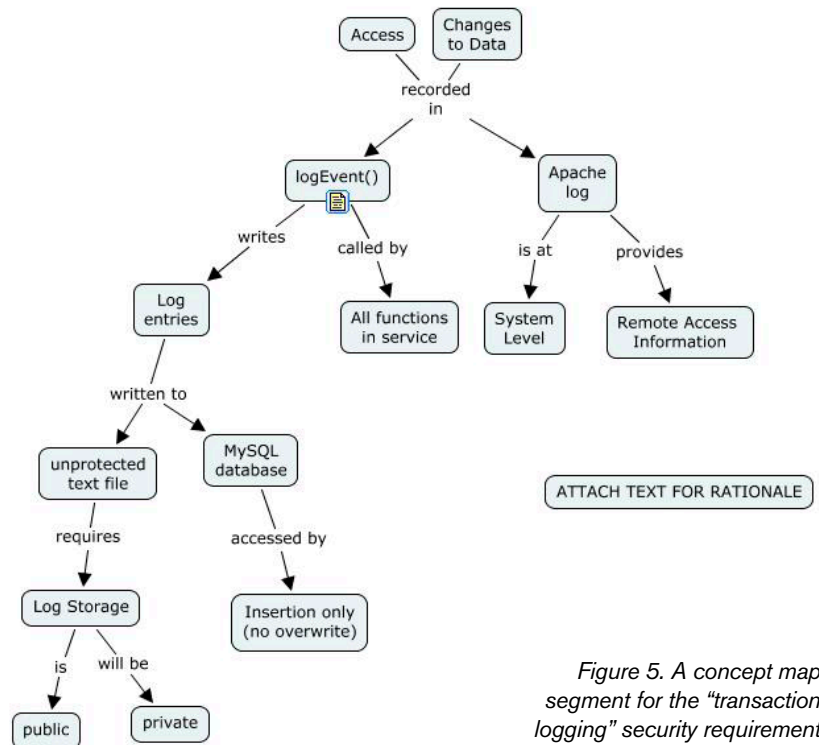 Access
Changes
to Data
recorded
in
logEvent()
Apache
log
writes
called by
is at
provides
Log
entries
All functions
in service
System
Level
Remote Access
Information
written to
unprotected
text file
MySQL
database
ATTACH TEXT FOR RATIONALE
requires
accessed by
Log Storage
Insertion only
(no overwrite)
is
will be
public
private
Figure 5. A concept map
segment for the “transaction
logging” security requirement